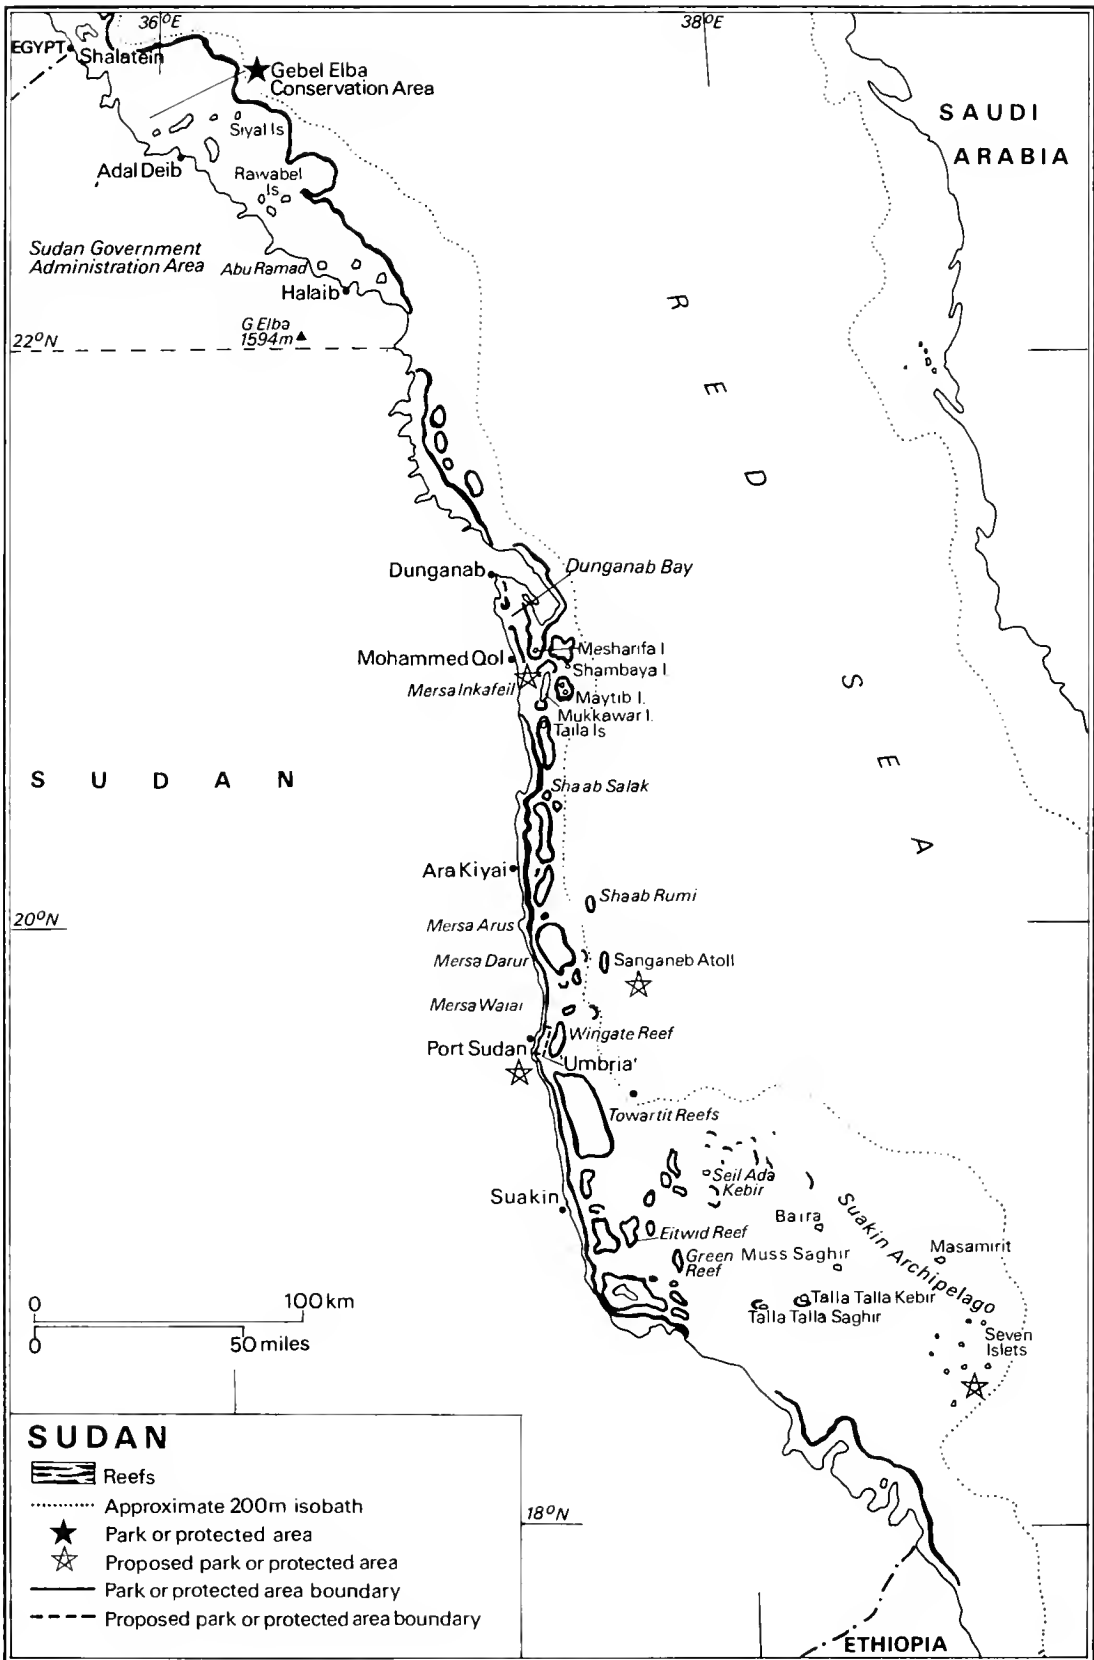 36°E
38°E
EGYPT
Shalatein
Gebel Elba
Conservation Area
SAUDI
ARABIA
Siyal Is
Adal Deib
Rawabel
Is
Sudan Government
Administration Area
Abu Ramad
Halaib
G Elba
1594m
22°N
RED SEA
Dunganab
Dunganab Bay
Mohammed Qol
Mesharifa I
Shambaya I.
Mersa Inkafeil
Maytib I.
Mukkawar I.
Taila Is
SUDAN
Shaab Salak
Ara Kiyai
Shaab Rumi
20°N
Mersa Arus
Mersa Darur
Sanganeb Atoll
Mersa Waiai
Wingate Reef
Port Sudan
'Umbria'
Towartit Reefs
Seil Ada
Kebir
Suakin
Baira
Suakin Archipelago
Eitwid Reef
Green
Reef
Muss Saghir
Masamirit
Talla Talla Kebir
Talla Talla Saghir
Seven
Islets
0 100km
0 50 miles
SUDAN
Reefs
Approximate 200m isobath
Park or protected area
Proposed park or protected area
Park or protected area boundary
Proposed park or protected area boundary
18°N
ETHIOPIA